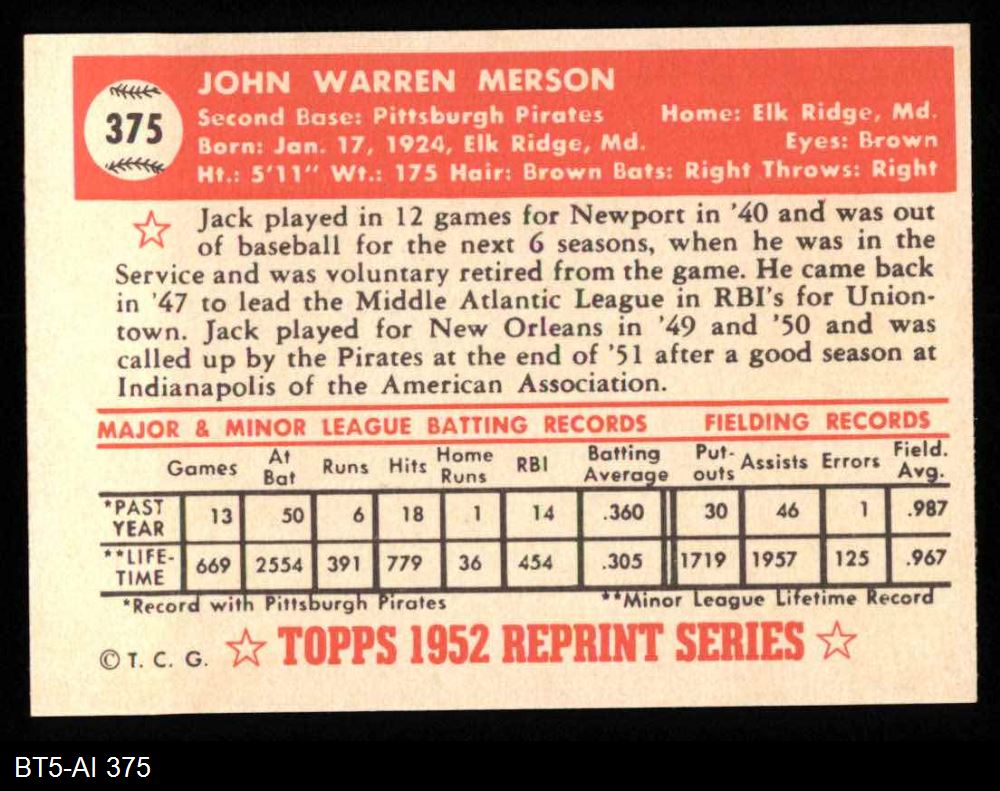 JOHN WARREN MERSON
375
Second Base: Pittsburgh Pirates Home: Elk Ridge, Md.
Born: Jan. 17, 1924, Elk Ridge, Md. Eyes: Brown
Ht.: 5'11" Wt.: 175 Hair: Brown Bats: Right Throws: Right
Jack played in 12 games for Newport in '40 and was out
of baseball for the next 6 seasons, when he was in the
Service and was voluntary retired from the game. He came back
in '47 to lead the Middle Atlantic League in RBI's for Union-
town. Jack played for New Orleans in '49 and '50 and was
called up by the Pirates at the end of '51 after a good season at
Indianapolis of the American Association.
MAJOR & MINOR LEAGUE BATTING RECORDS FIELDING RECORDS
Games At Bat Runs Hits Home Runs RBI Batting Average Put-outs Assists Errors Field. Avg.
*PAST YEAR 13 50 6 18 1 14 .360 30 46 1 .987
**LIFE-TIME 669 2554 391 779 36 454 .305 1719 1957 125 .967
*Record with Pittsburgh Pirates **Minor League Lifetime Record
© T. C. G. TOPPS 1952 REPRINT SERIES
BT5-AI 375